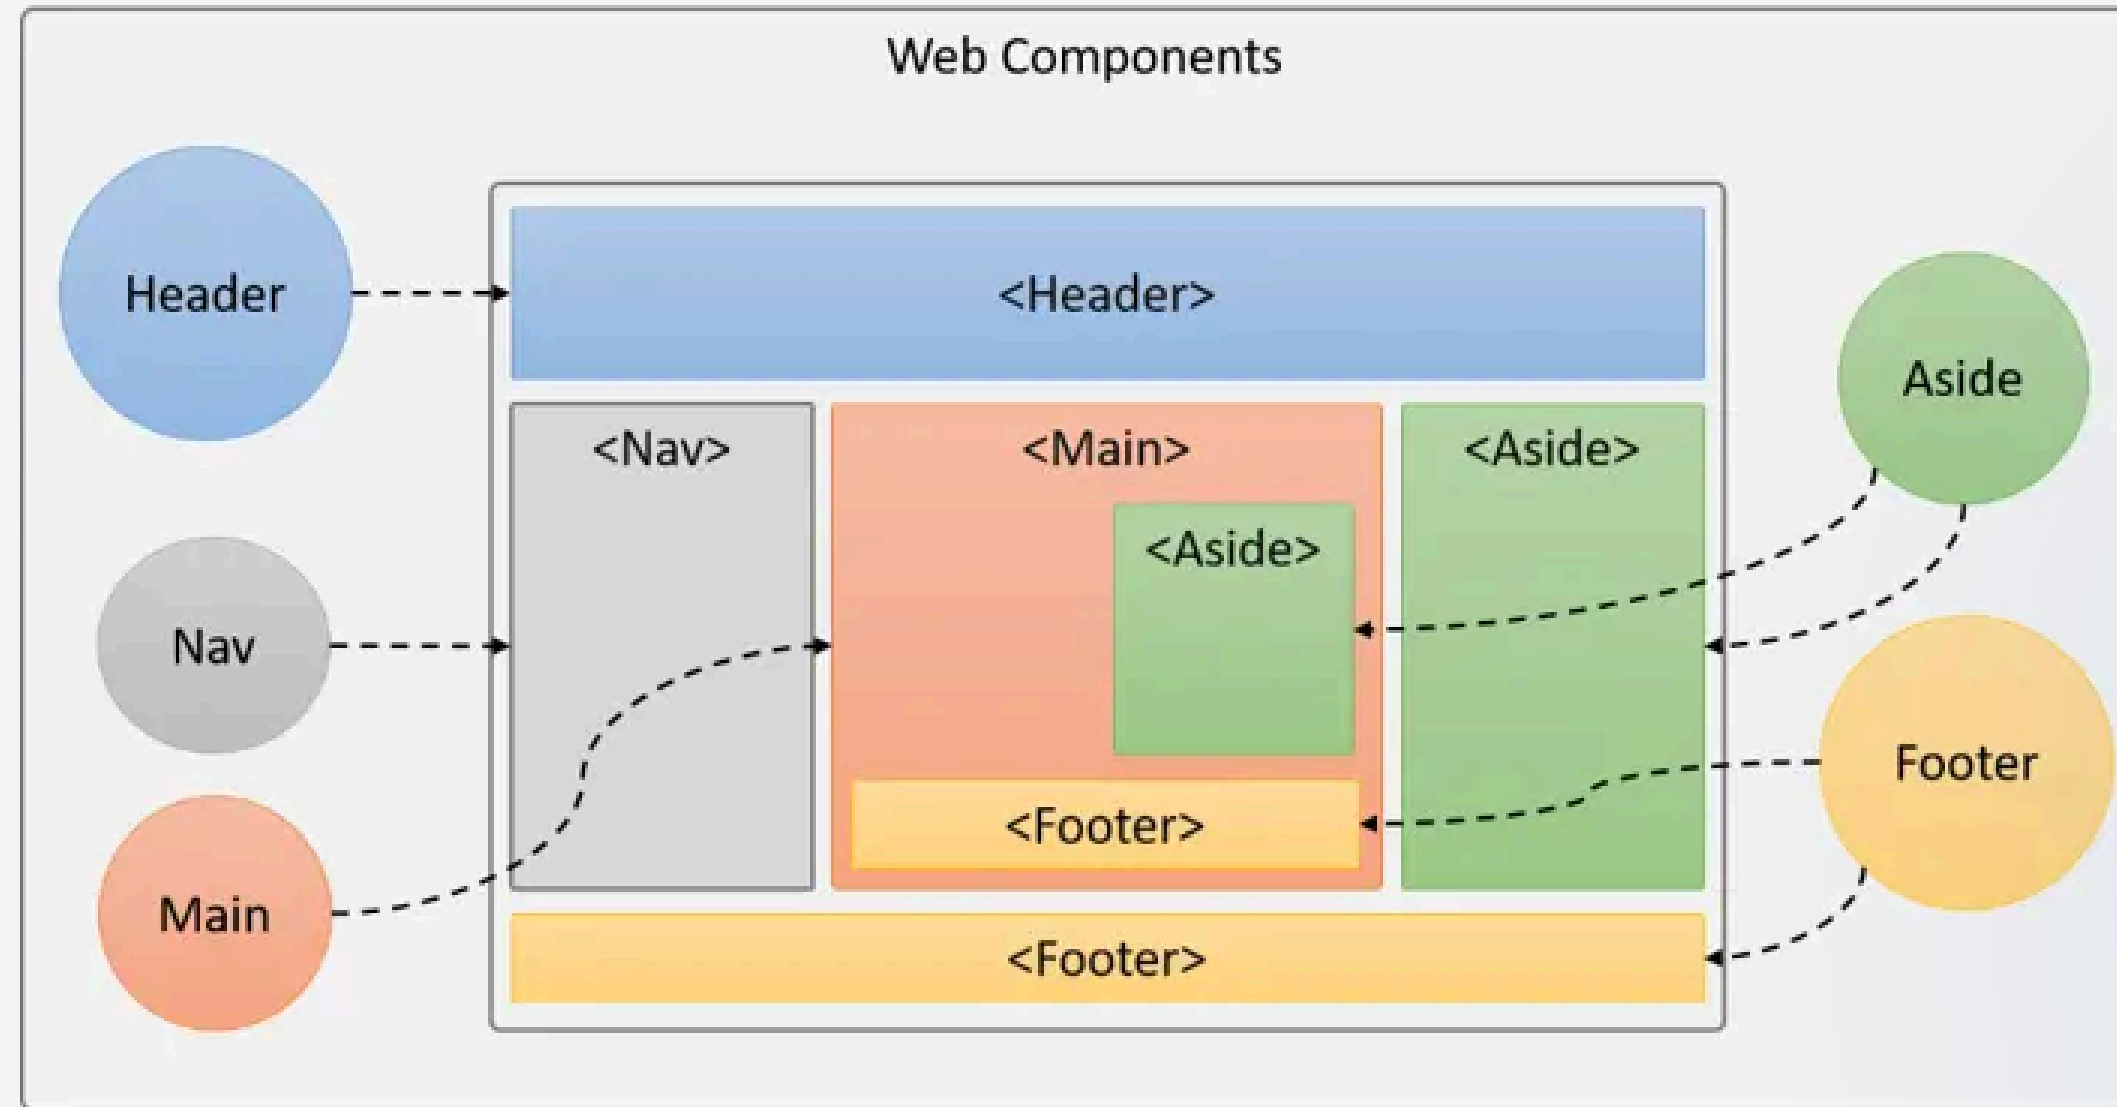 Web Components
Header
<Header>
Aside
<Nav>
<Main>
<Aside>
<Aside>
Nav
Footer
<Footer>
Main
<Footer>